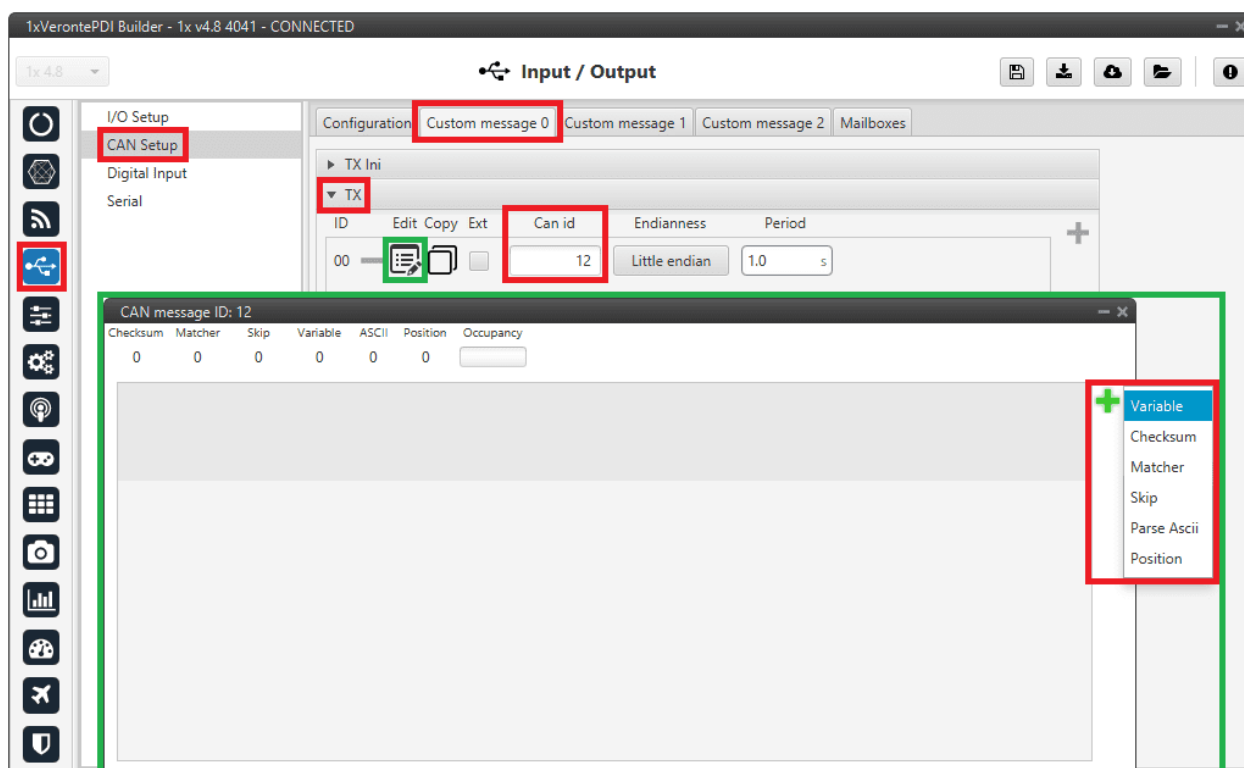 1xVerontePDI Builder - 1x v4.8 4041 - CONNECTED
1x 4.8
Input / Output
I/O Setup
CAN Setup
Digital Input
Serial
Configuration Custom message 0 Custom message 1 Custom message 2 Mailboxes
TX Ini
TX
ID Edit Copy Ext Can id Endianness Period
00 12 Little endian 1.0 s
CAN message ID: 12
Checksum Matcher Skip Variable ASCII Position Occupancy
0 0 0 0 0 0
Variable
Checksum
Matcher
Skip
Parse Ascii
Position